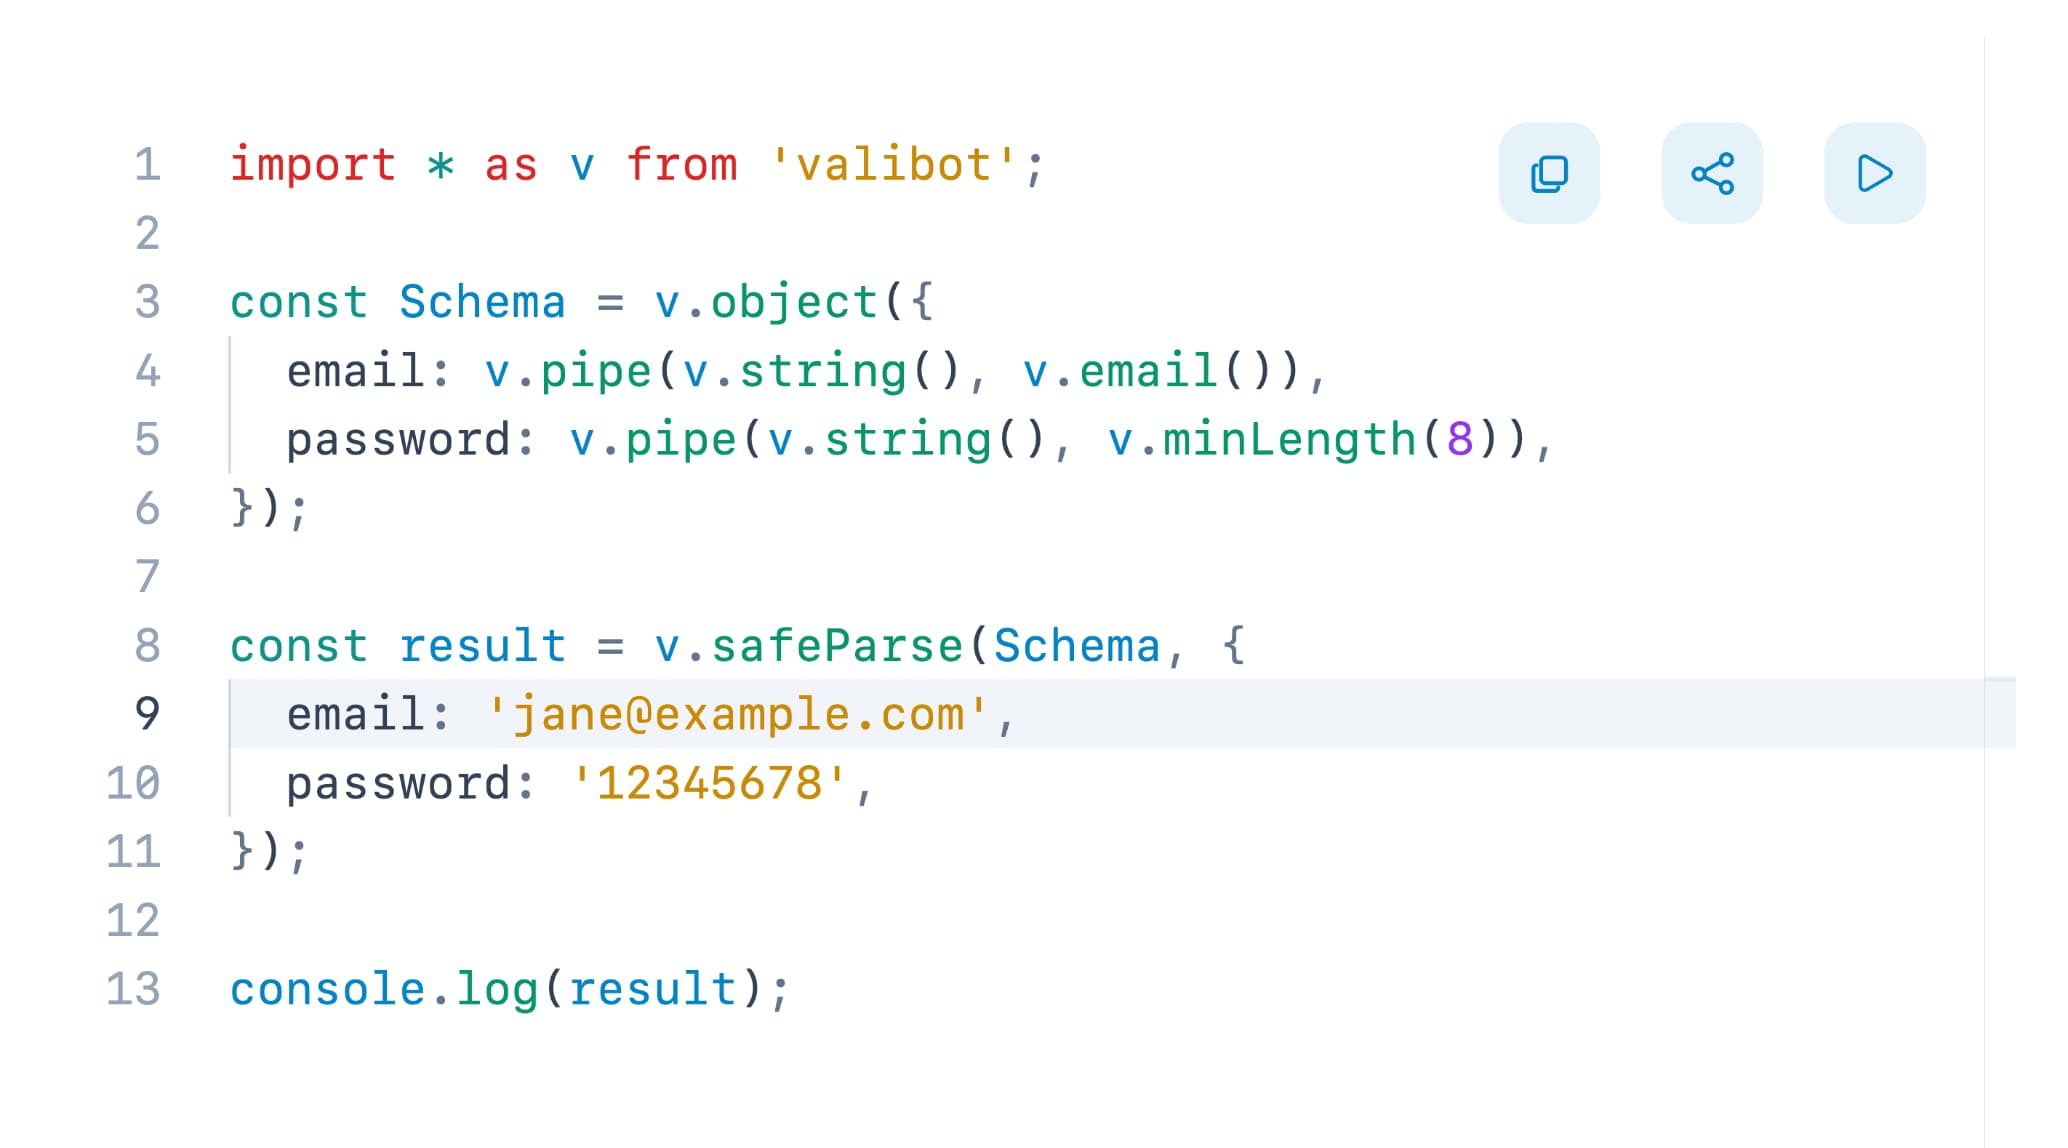 1 import * as v from 'valibot';
2
3 const Schema = v.object({
4   email: v.pipe(v.string(), v.email()),
5   password: v.pipe(v.string(), v.minLength(8)),
6 });
7
8 const result = v.safeParse(Schema, {
9   email: 'jane@example.com',
10   password: '12345678',
11 });
12
13 console.log(result);